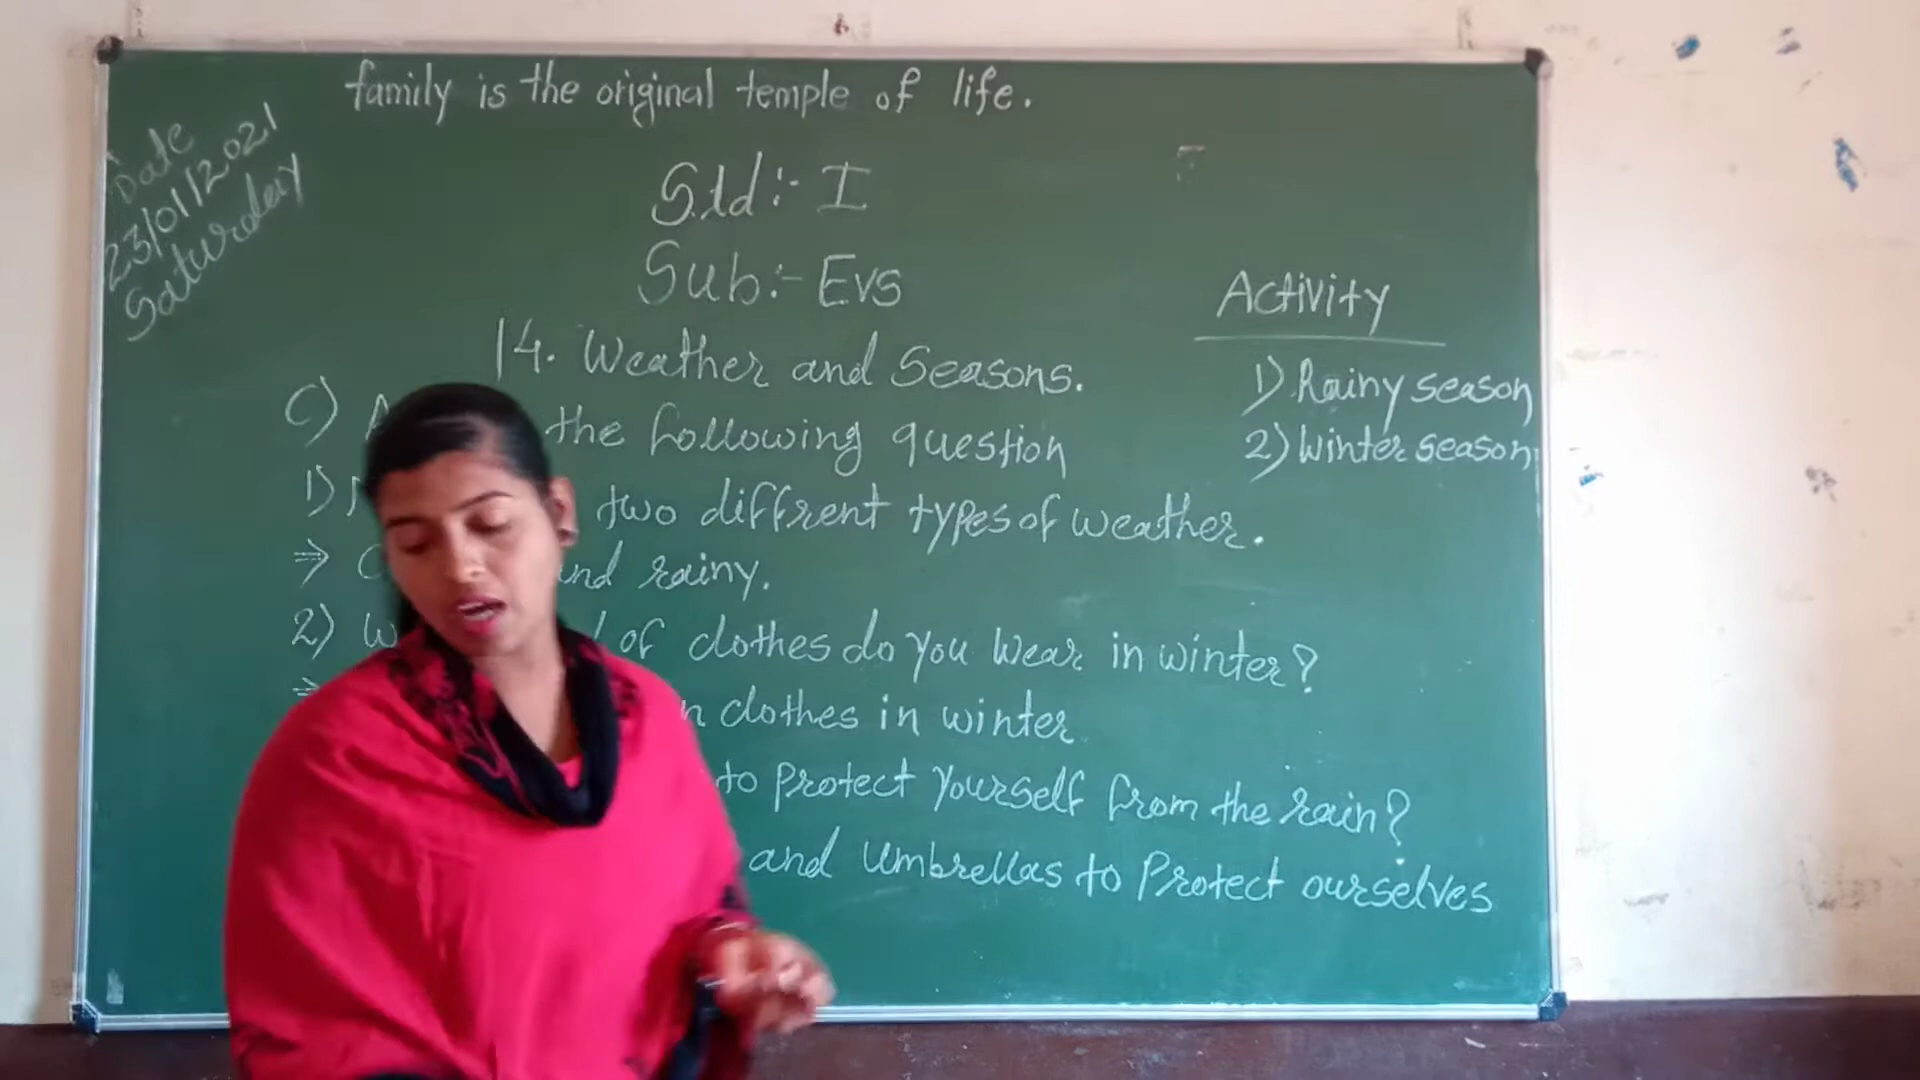 family is the original temple of life.
Date
23/01/2021
Saturday
Std:- I
Sub:- Evs
14. Weather and Seasons.
C) the following question
1) two diffrent types of weather.
⇒ and rainy.
2) of clothes do you wear in winter?
⇒ clothes in winter
to protect yourself from the rain?
and umbrellas to protect ourselves
Activity
1) Rainy season
2) Winter season